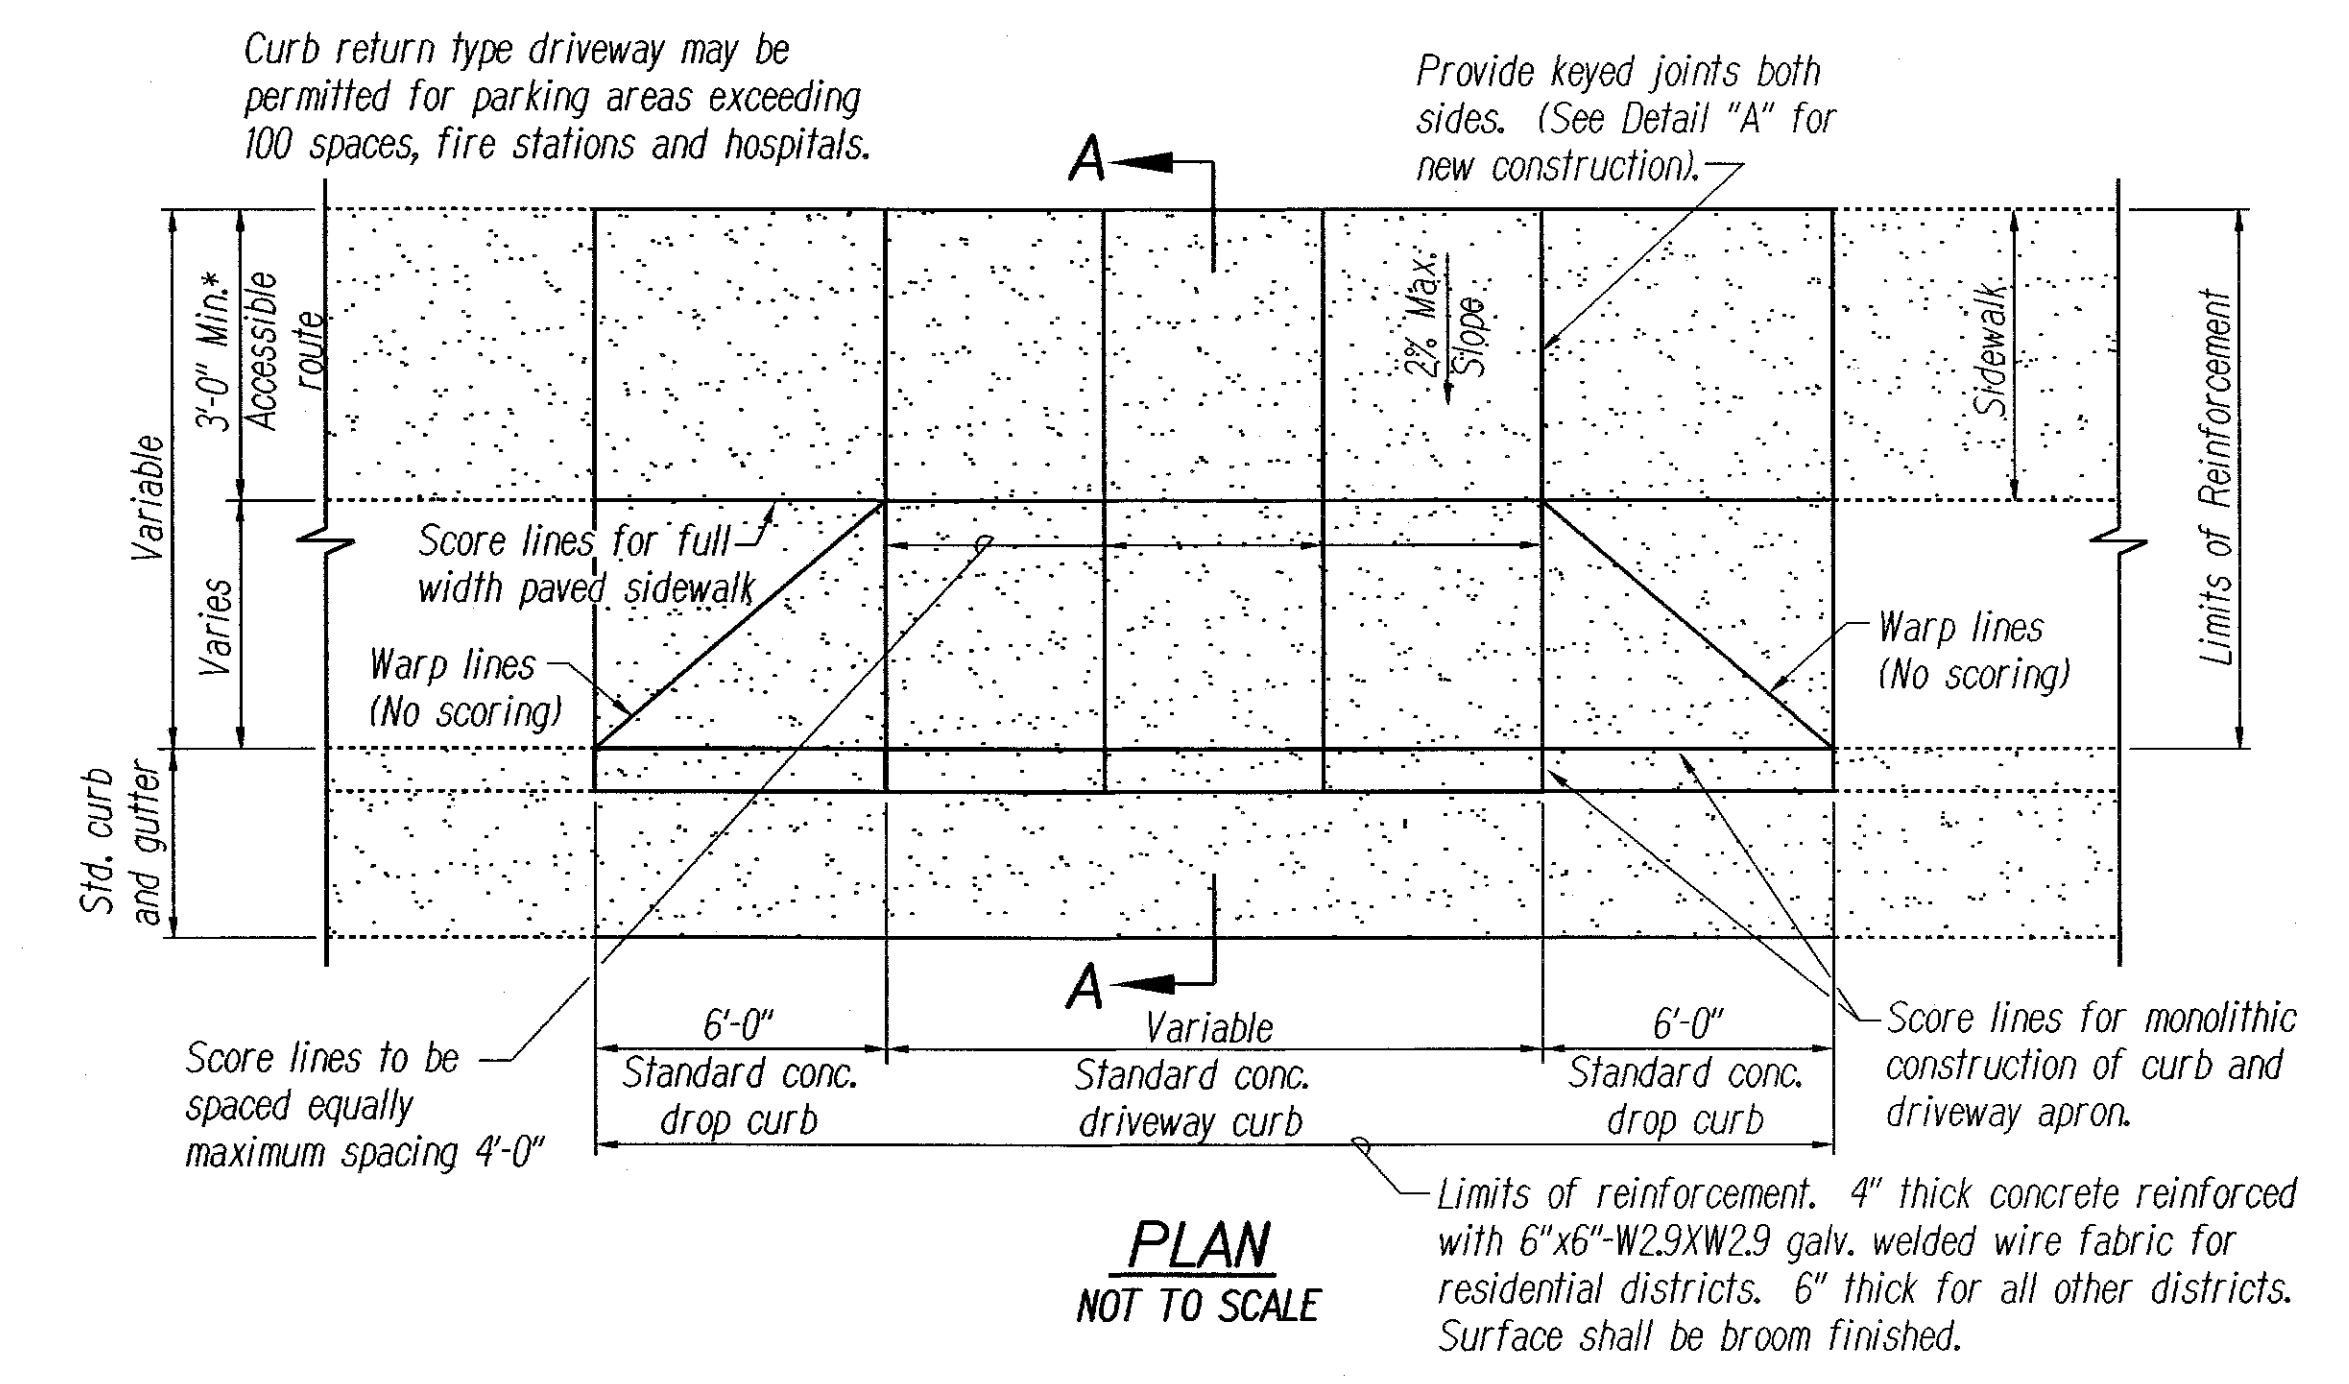 Curb return type driveway may be
permitted for parking areas exceeding
100 spaces, fire stations and hospitals.
Provide keyed joints both
sides. (See Detail "A" for
new construction).
A
Variable
3'-0" Min.*
Accessible
route
Varies
Std. curb
and gutter
2% Max.
Slope
Sidewalk
Limits of Reinforcement
Score lines for full
width paved sidewalk
Warp lines
(No scoring)
Warp lines
(No scoring)
A
Score lines to be
spaced equally
maximum spacing 4'-0"
6'-0"
Standard conc.
drop curb
Variable
Standard conc.
driveway curb
6'-0"
Standard conc.
drop curb
Score lines for monolithic
construction of curb and
driveway apron.
Limits of reinforcement. 4" thick concrete reinforced
with 6"x6"-W2.9XW2.9 galv. welded wire fabric for
residential districts. 6" thick for all other districts.
Surface shall be broom finished.
PLAN
NOT TO SCALE